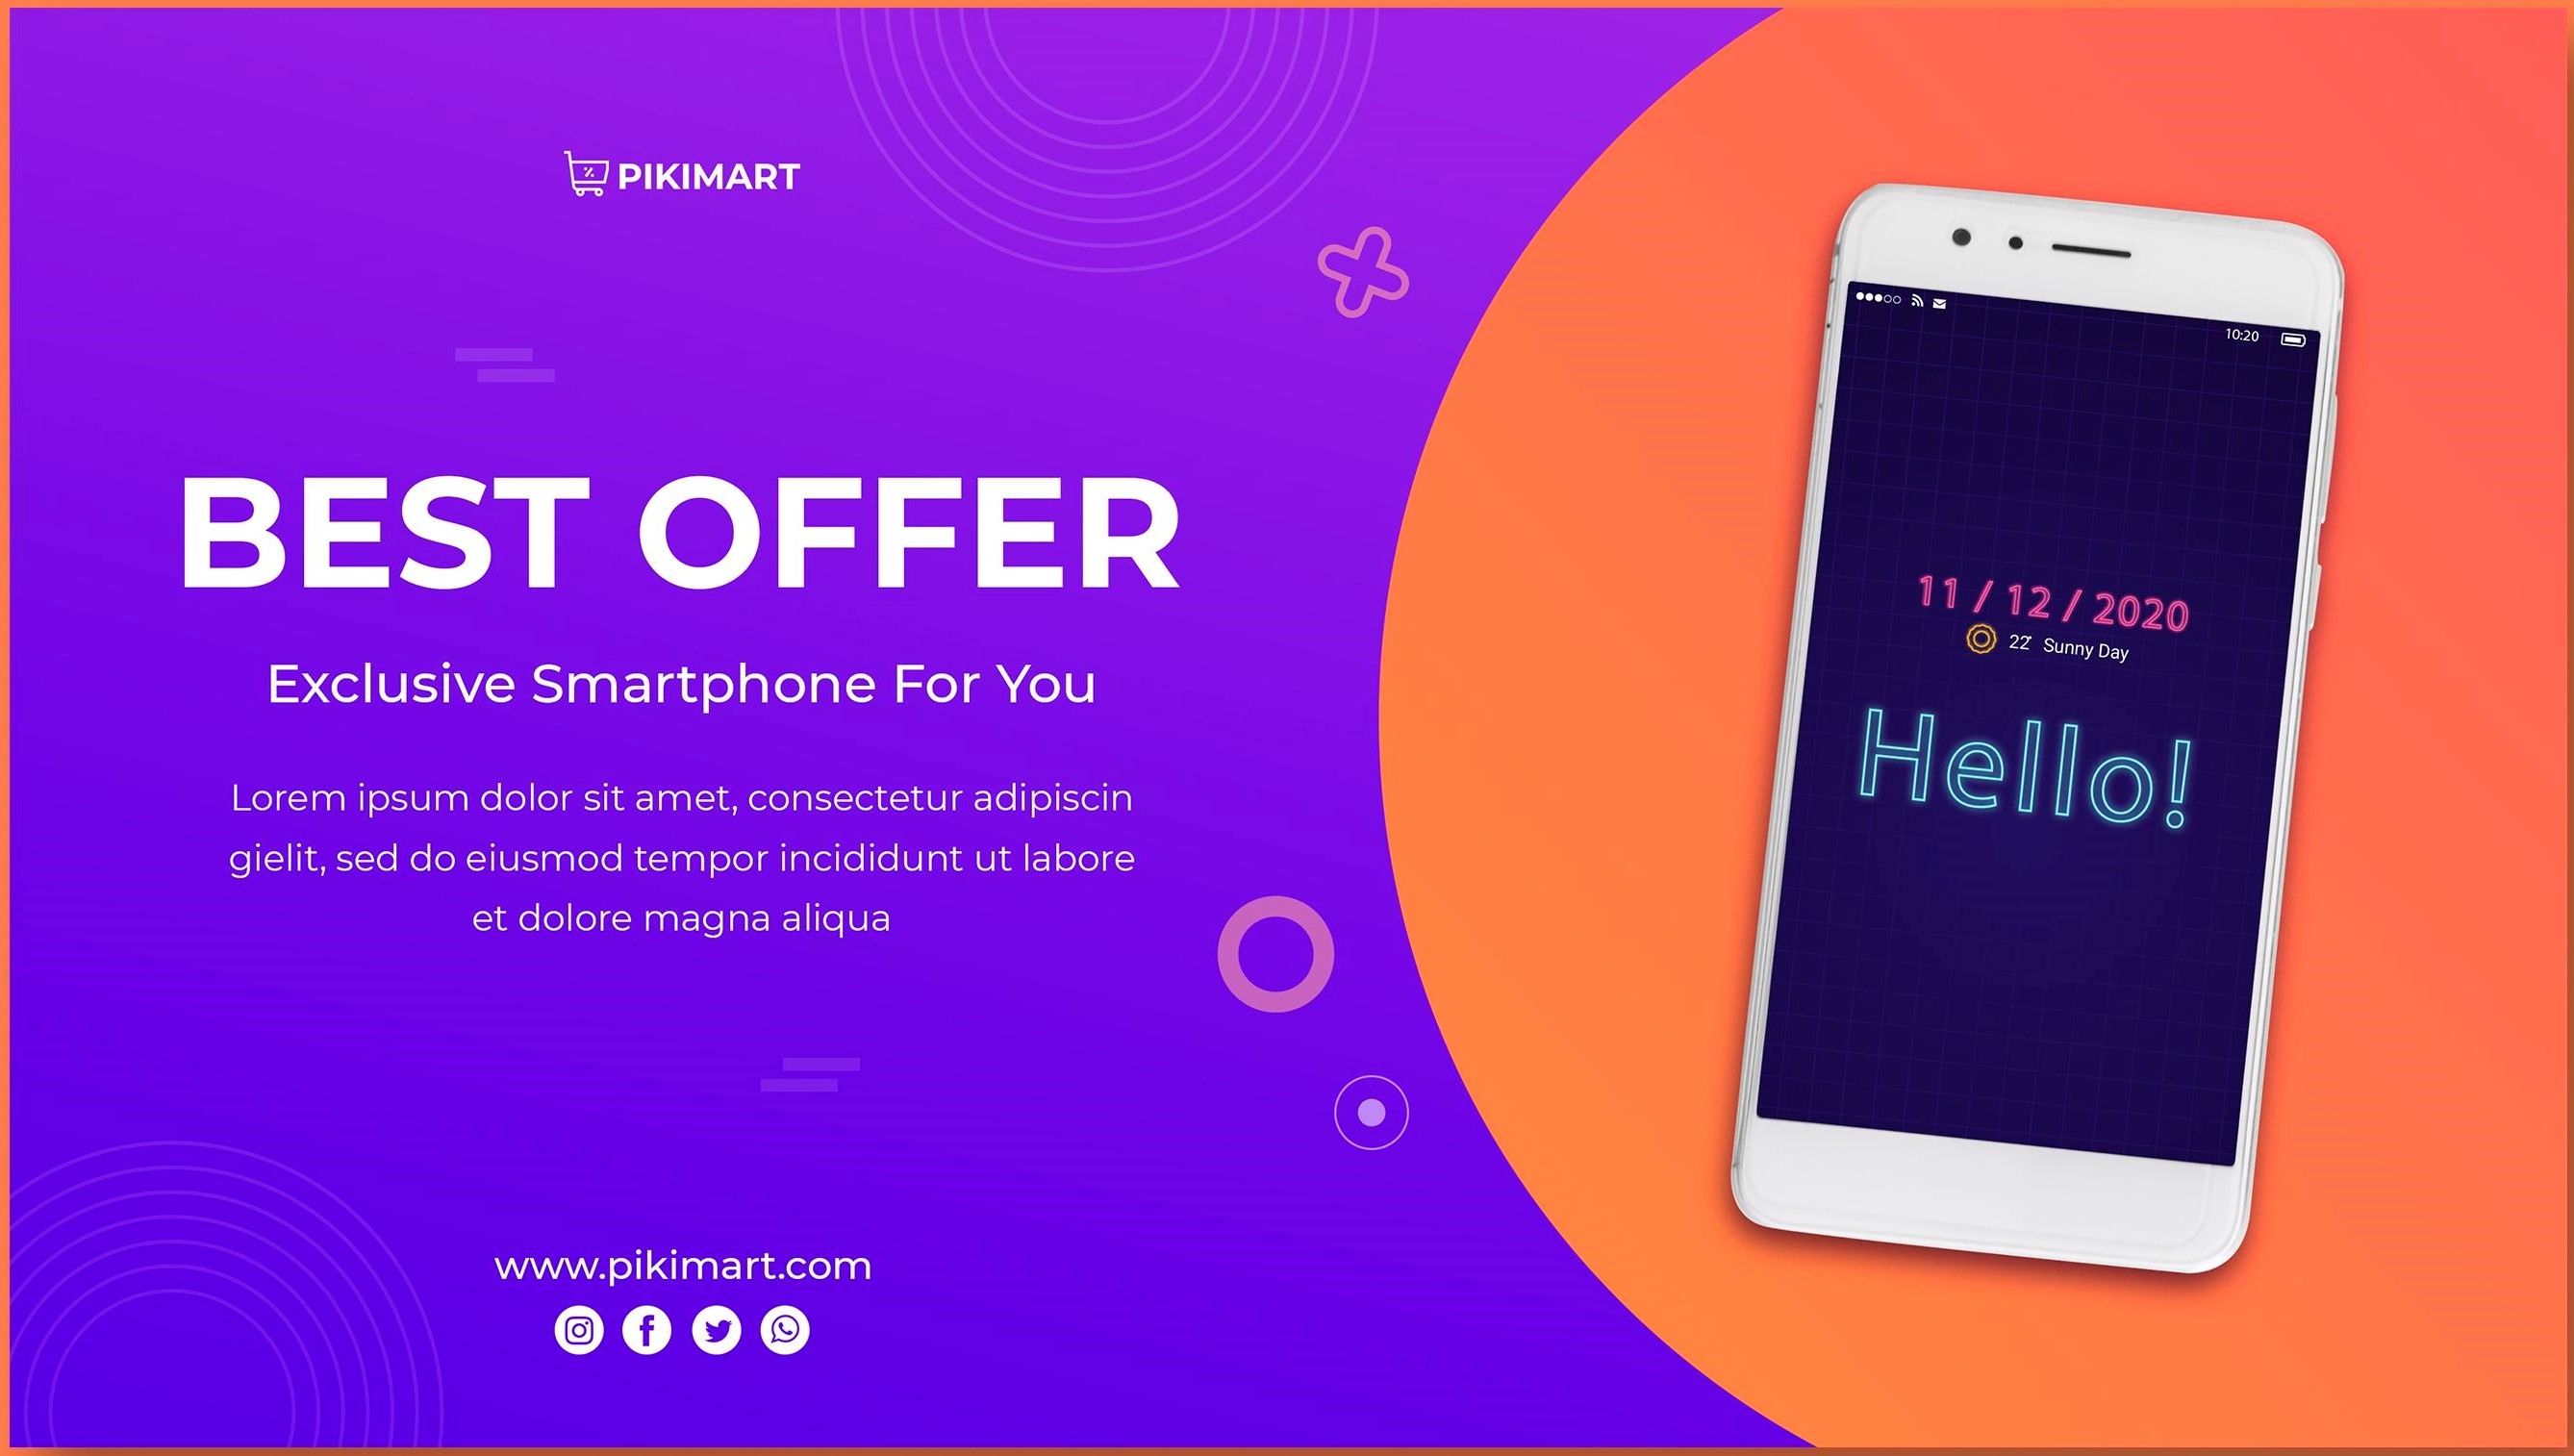 PIKIMART
BEST OFFER
Exclusive Smartphone For You
Lorem ipsum dolor sit amet, consectetur adipiscin
gielit, sed do eiusmod tempor incididunt ut labore
et dolore magna aliqua
www.pikimart.com
10:20
11 / 12 / 2020
22° Sunny Day
Hello!